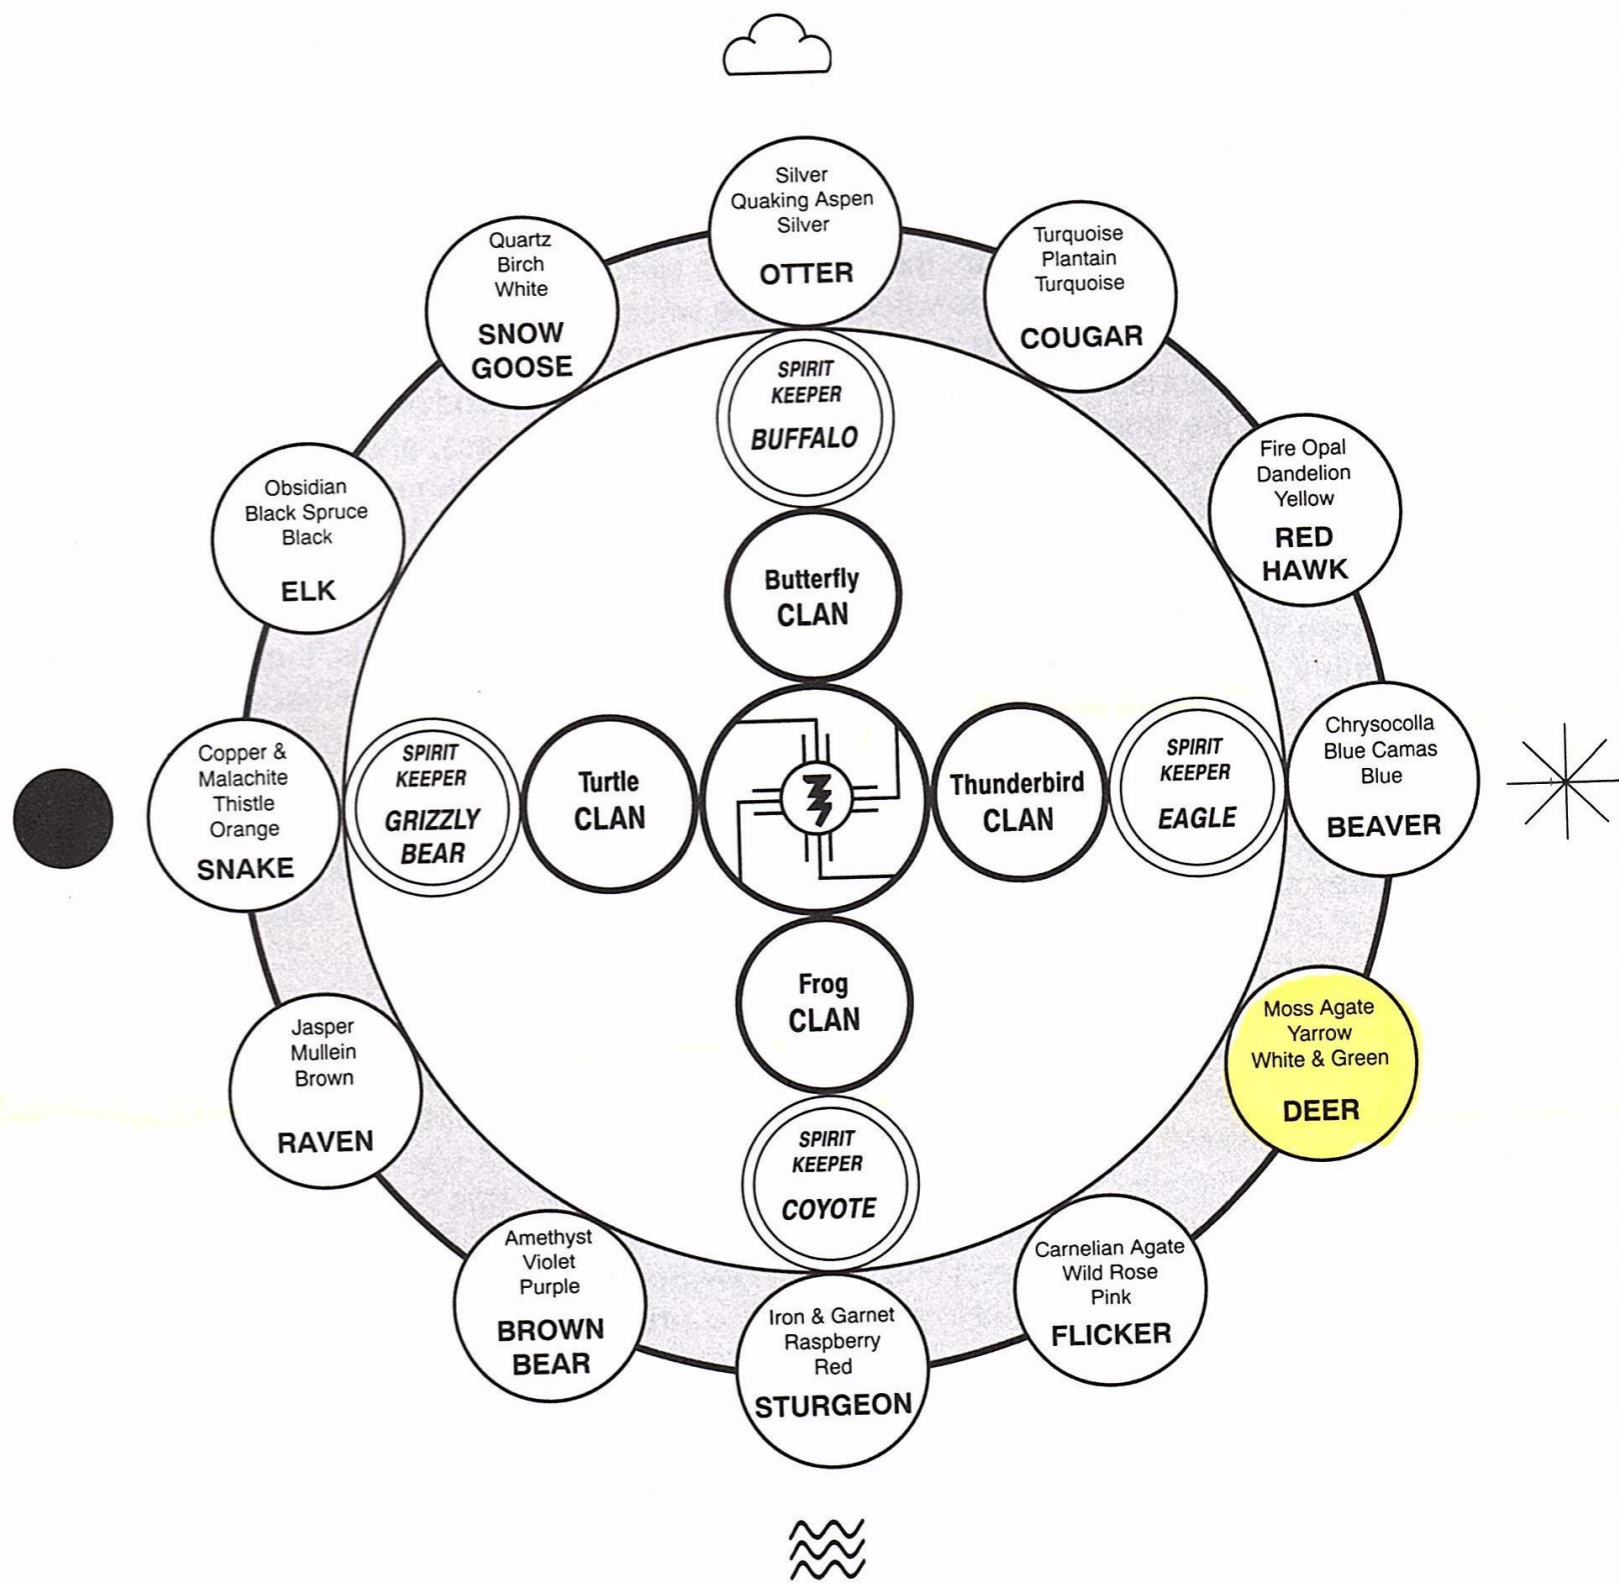 Silver
Quaking Aspen
Silver
OTTER
Turquoise
Plantain
Turquoise
COUGAR
Fire Opal
Dandelion
Yellow
RED
HAWK
Chrysocolla
Blue Camas
Blue
BEAVER
Moss Agate
Yarrow
White & Green
DEER
Carnelian Agate
Wild Rose
Pink
FLICKER
Iron & Garnet
Raspberry
Red
STURGEON
Amethyst
Violet
Purple
BROWN
BEAR
Jasper
Mullein
Brown
RAVEN
Copper &
Malachite
Thistle
Orange
SNAKE
Obsidian
Black Spruce
Black
ELK
Quartz
Birch
White
SNOW
GOOSE
SPIRIT
KEEPER
BUFFALO
Butterfly
CLAN
SPIRIT
KEEPER
GRIZZLY
BEAR
Turtle
CLAN
Thunderbird
CLAN
SPIRIT
KEEPER
EAGLE
Frog
CLAN
SPIRIT
KEEPER
COYOTE